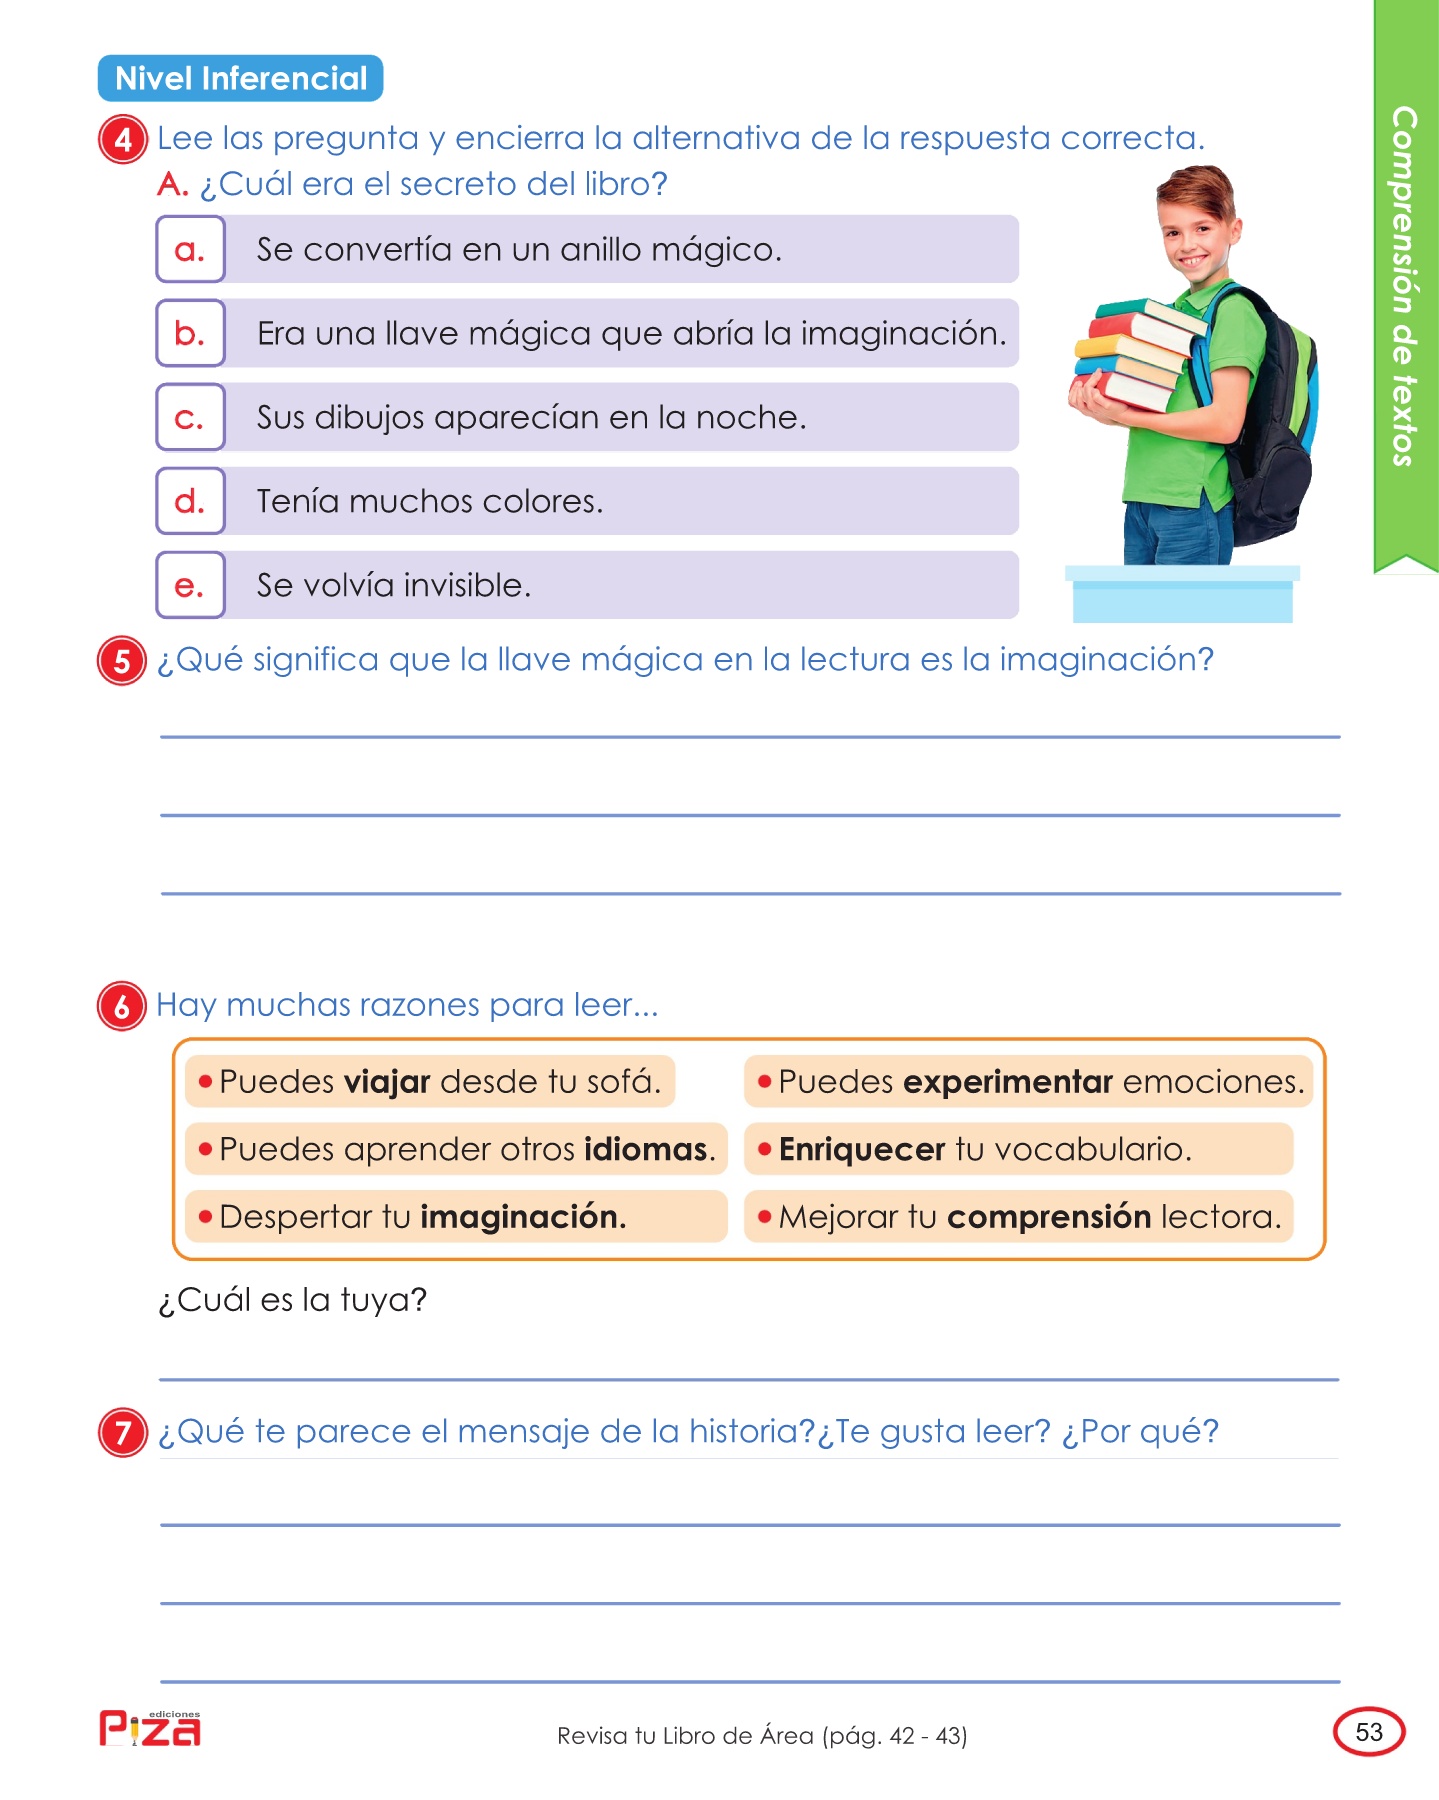 Nivel Inferencial
4 Lee las pregunta y encierra la alternativa de la respuesta correcta.
A. ¿Cuál era el secreto del libro?
a. Se convertía en un anillo mágico.
b. Era una llave mágica que abría la imaginación.
c. Sus dibujos aparecían en la noche.
d. Tenía muchos colores.
e. Se volvía invisible.
Comprensión de textos
5 ¿Qué significa que la llave mágica en la lectura es la imaginación?
6 Hay muchas razones para leer...
• Puedes viajar desde tu sofá.
• Puedes experimentar emociones.
• Puedes aprender otros idiomas.
• Enriquecer tu vocabulario.
• Despertar tu imaginación.
• Mejorar tu comprensión lectora.
¿Cuál es la tuya?
7 ¿Qué te parece el mensaje de la historia?¿Te gusta leer? ¿Por qué?
ediciones
Piza
Revisa tu Libro de Área (pág. 42 - 43)
53